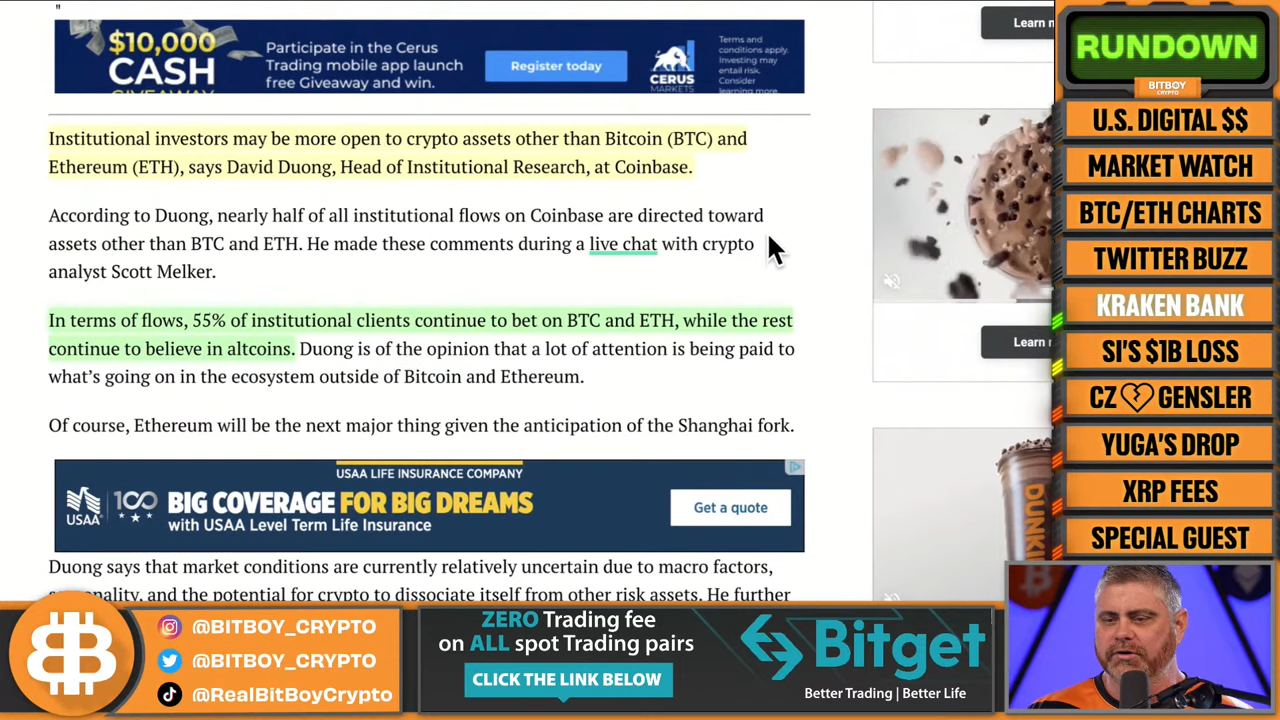 "
$10,000
CASH
GIVEAWAY
Participate in the Cerus
Trading mobile app launch
free Giveaway and win.
Register today
CERUS
MARKETS
Terms and
conditions apply.
Investing may
entail risk.
Consider
learning more.
Institutional investors may be more open to crypto assets other than Bitcoin (BTC) and
Ethereum (ETH), says David Duong, Head of Institutional Research, at Coinbase.
According to Duong, nearly half of all institutional flows on Coinbase are directed toward
assets other than BTC and ETH. He made these comments during a live chat with crypto
analyst Scott Melker.
In terms of flows, 55% of institutional clients continue to bet on BTC and ETH, while the rest
continue to believe in altcoins. Duong is of the opinion that a lot of attention is being paid to
what's going on in the ecosystem outside of Bitcoin and Ethereum.
Of course, Ethereum will be the next major thing given the anticipation of the Shanghai fork.
USAA LIFE INSURANCE COMPANY
USAA
100
BIG COVERAGE FOR BIG DREAMS
with USAA Level Term Life Insurance
Get a quote
Duong says that market conditions are currently relatively uncertain due to macro factors,
and the potential for crypto to dissociate itself from other risk assets. He further
Learn
Learn
DUNKI
RUNDOWN
BITBOY
CRYPTO
U.S. DIGITAL $$
MARKET WATCH
BTC/ETH CHARTS
TWITTER BUZZ
KRAKEN BANK
SI'S $1B LOSS
CZ GENSLER
YUGA'S DROP
XRP FEES
SPECIAL GUEST
@BITBOY_CRYPTO
@BITBOY_CRYPTO
@RealBitBoyCrypto
ZERO Trading fee
on ALL spot Trading pairs
CLICK THE LINK BELOW
Bitget
Better Trading | Better Life